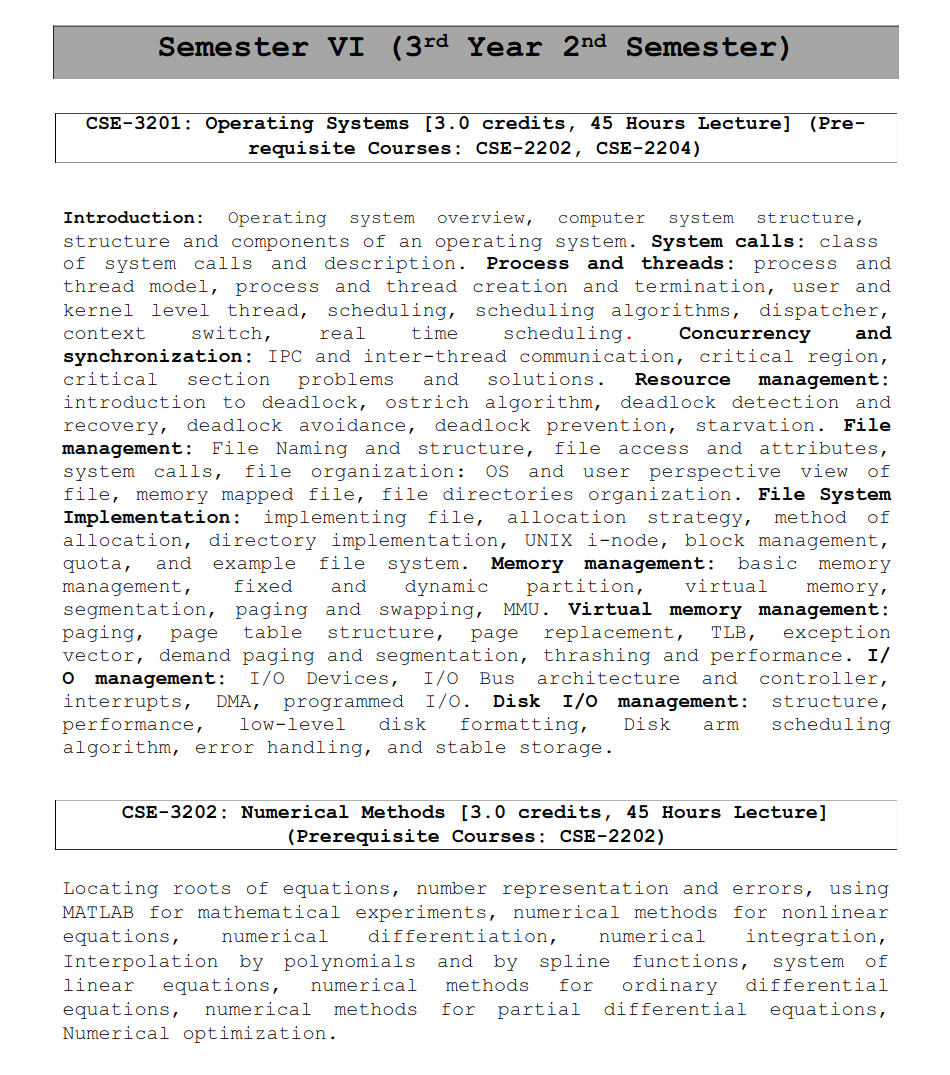 Semester VI (3rd Year 2nd Semester)
CSE-3201: Operating Systems [3.0 credits, 45 Hours Lecture] (Pre-
requisite Courses: CSE-2202, CSE-2204)
Introduction: Operating system overview, computer system structure,
structure and components of an operating system. System calls: class
of system calls and description. Process and threads: process and
thread model, process and thread creation and termination, user and
kernel level thread, scheduling, scheduling algorithms, dispatcher,
context switch, real time scheduling. Concurrency and
synchronization: IPC and inter-thread communication, critical region,
critical section problems and solutions. Resource management:
introduction to deadlock, ostrich algorithm, deadlock detection and
recovery, deadlock avoidance, deadlock prevention, starvation. File
management: File Naming and structure, file access and attributes,
system calls, file organization: OS and user perspective view of
file, memory mapped file, file directories organization. File System
Implementation: implementing file, allocation strategy, method of
allocation, directory implementation, UNIX i-node, block management,
quota, and example file system. Memory management: basic memory
management, fixed and dynamic partition, virtual memory,
segmentation, paging and swapping, MMU. Virtual memory management:
paging, page table structure, page replacement, TLB, exception
vector, demand paging and segmentation, thrashing and performance. I/
O management: I/O Devices, I/O Bus architecture and controller,
interrupts, DMA, programmed I/O. Disk I/O management: structure,
performance, low-level disk formatting, Disk arm scheduling
algorithm, error handling, and stable storage.
CSE-3202: Numerical Methods [3.0 credits, 45 Hours Lecture]
(Prerequisite Courses: CSE-2202)
Locating roots of equations, number representation and errors, using
MATLAB for mathematical experiments, numerical methods for nonlinear
equations, numerical differentiation, numerical integration,
Interpolation by polynomials and by spline functions, system of
linear equations, numerical methods for ordinary differential
equations, numerical methods for partial differential equations,
Numerical optimization.